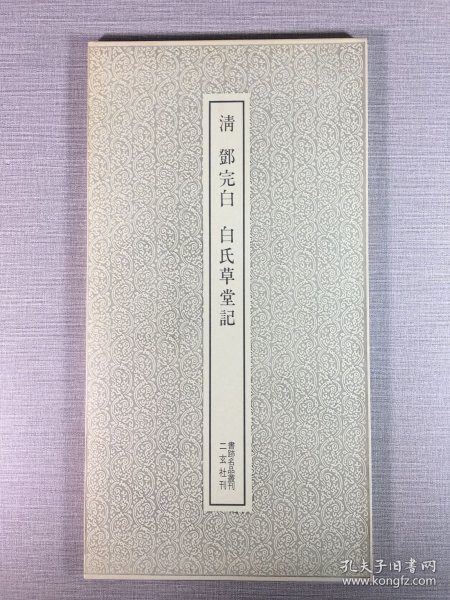 清 鄧完白 白氏草堂記
書跡名品叢刊
二玄社刊
孔夫子旧书网
www.kongfz.com